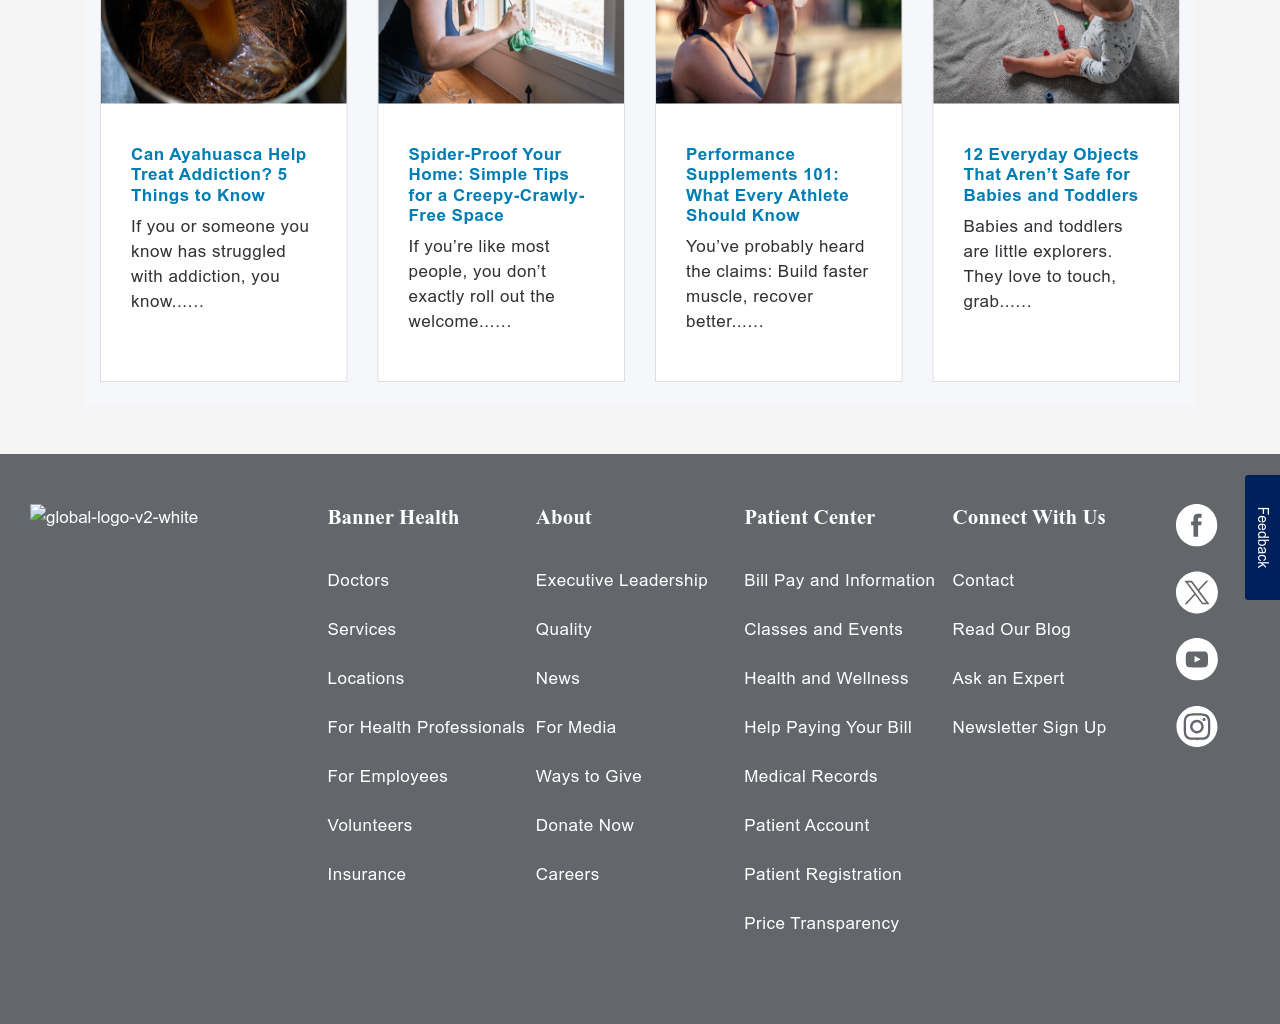 Can Ayahuasca Help
Treat Addiction? 5
Things to Know
If you or someone you
know has struggled
with addiction, you
know......
Spider-Proof Your
Home: Simple Tips
for a Creepy-Crawly-
Free Space
If you’re like most
people, you don’t
exactly roll out the
welcome......
Performance
Supplements 101:
What Every Athlete
Should Know
You’ve probably heard
the claims: Build faster
muscle, recover
better......
12 Everyday Objects
That Aren’t Safe for
Babies and Toddlers
Babies and toddlers
are little explorers.
They love to touch,
grab......
global-logo-v2-white
Banner Health
Doctors
Services
Locations
For Health Professionals
For Employees
Volunteers
Insurance
About
Executive Leadership
Quality
News
For Media
Ways to Give
Donate Now
Careers
Patient Center
Bill Pay and Information
Classes and Events
Health and Wellness
Help Paying Your Bill
Medical Records
Patient Account
Patient Registration
Price Transparency
Connect With Us
Contact
Read Our Blog
Ask an Expert
Newsletter Sign Up
Feedback